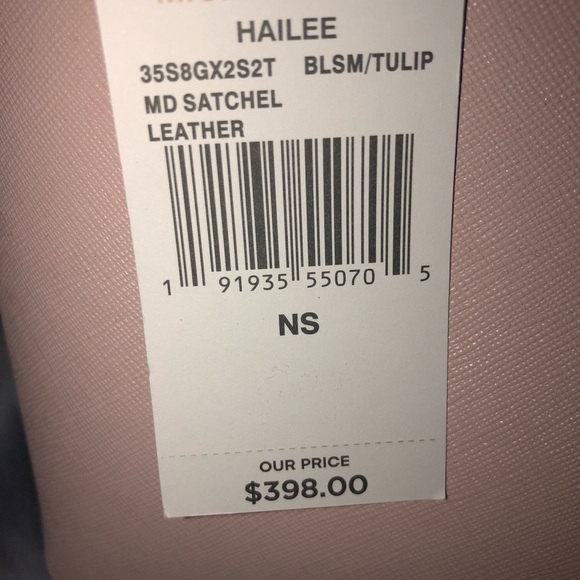 HAILEE
35S8GX2S2T BLSM/TULIP
MD SATCHEL
LEATHER
1 91935 55070 5
NS
OUR PRICE
$398.00